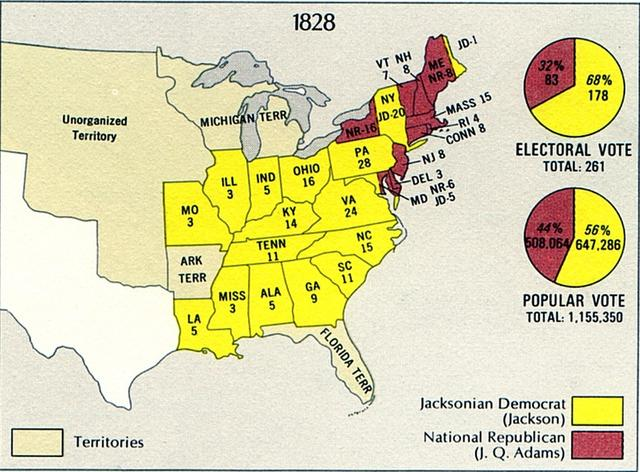 1828
VT
7
NH
8
JD-1
ME
NR-8
Unorganized
Territory
MICHIGAN TERR
NY
JD-20
NR-16
MASS 15
RI 4
CONN 8
32%
83
68%
178
ELECTORAL VOTE
TOTAL: 261
PA
28
NJ 8
DEL 3
MD NR-6
JD-5
ILL
3
IND
5
OHIO
16
MO
3
KY
14
VA
24
44%
508,064
56%
647,286
POPULAR VOTE
TOTAL: 1,155,350
TENN
11
NC
15
ARK
TERR
SC
11
MISS
3
ALA
5
GA
9
LA
5
FLORIDA TERR
Jacksonian Democrat
(Jackson)
National Republican
(J. Q. Adams)
Territories